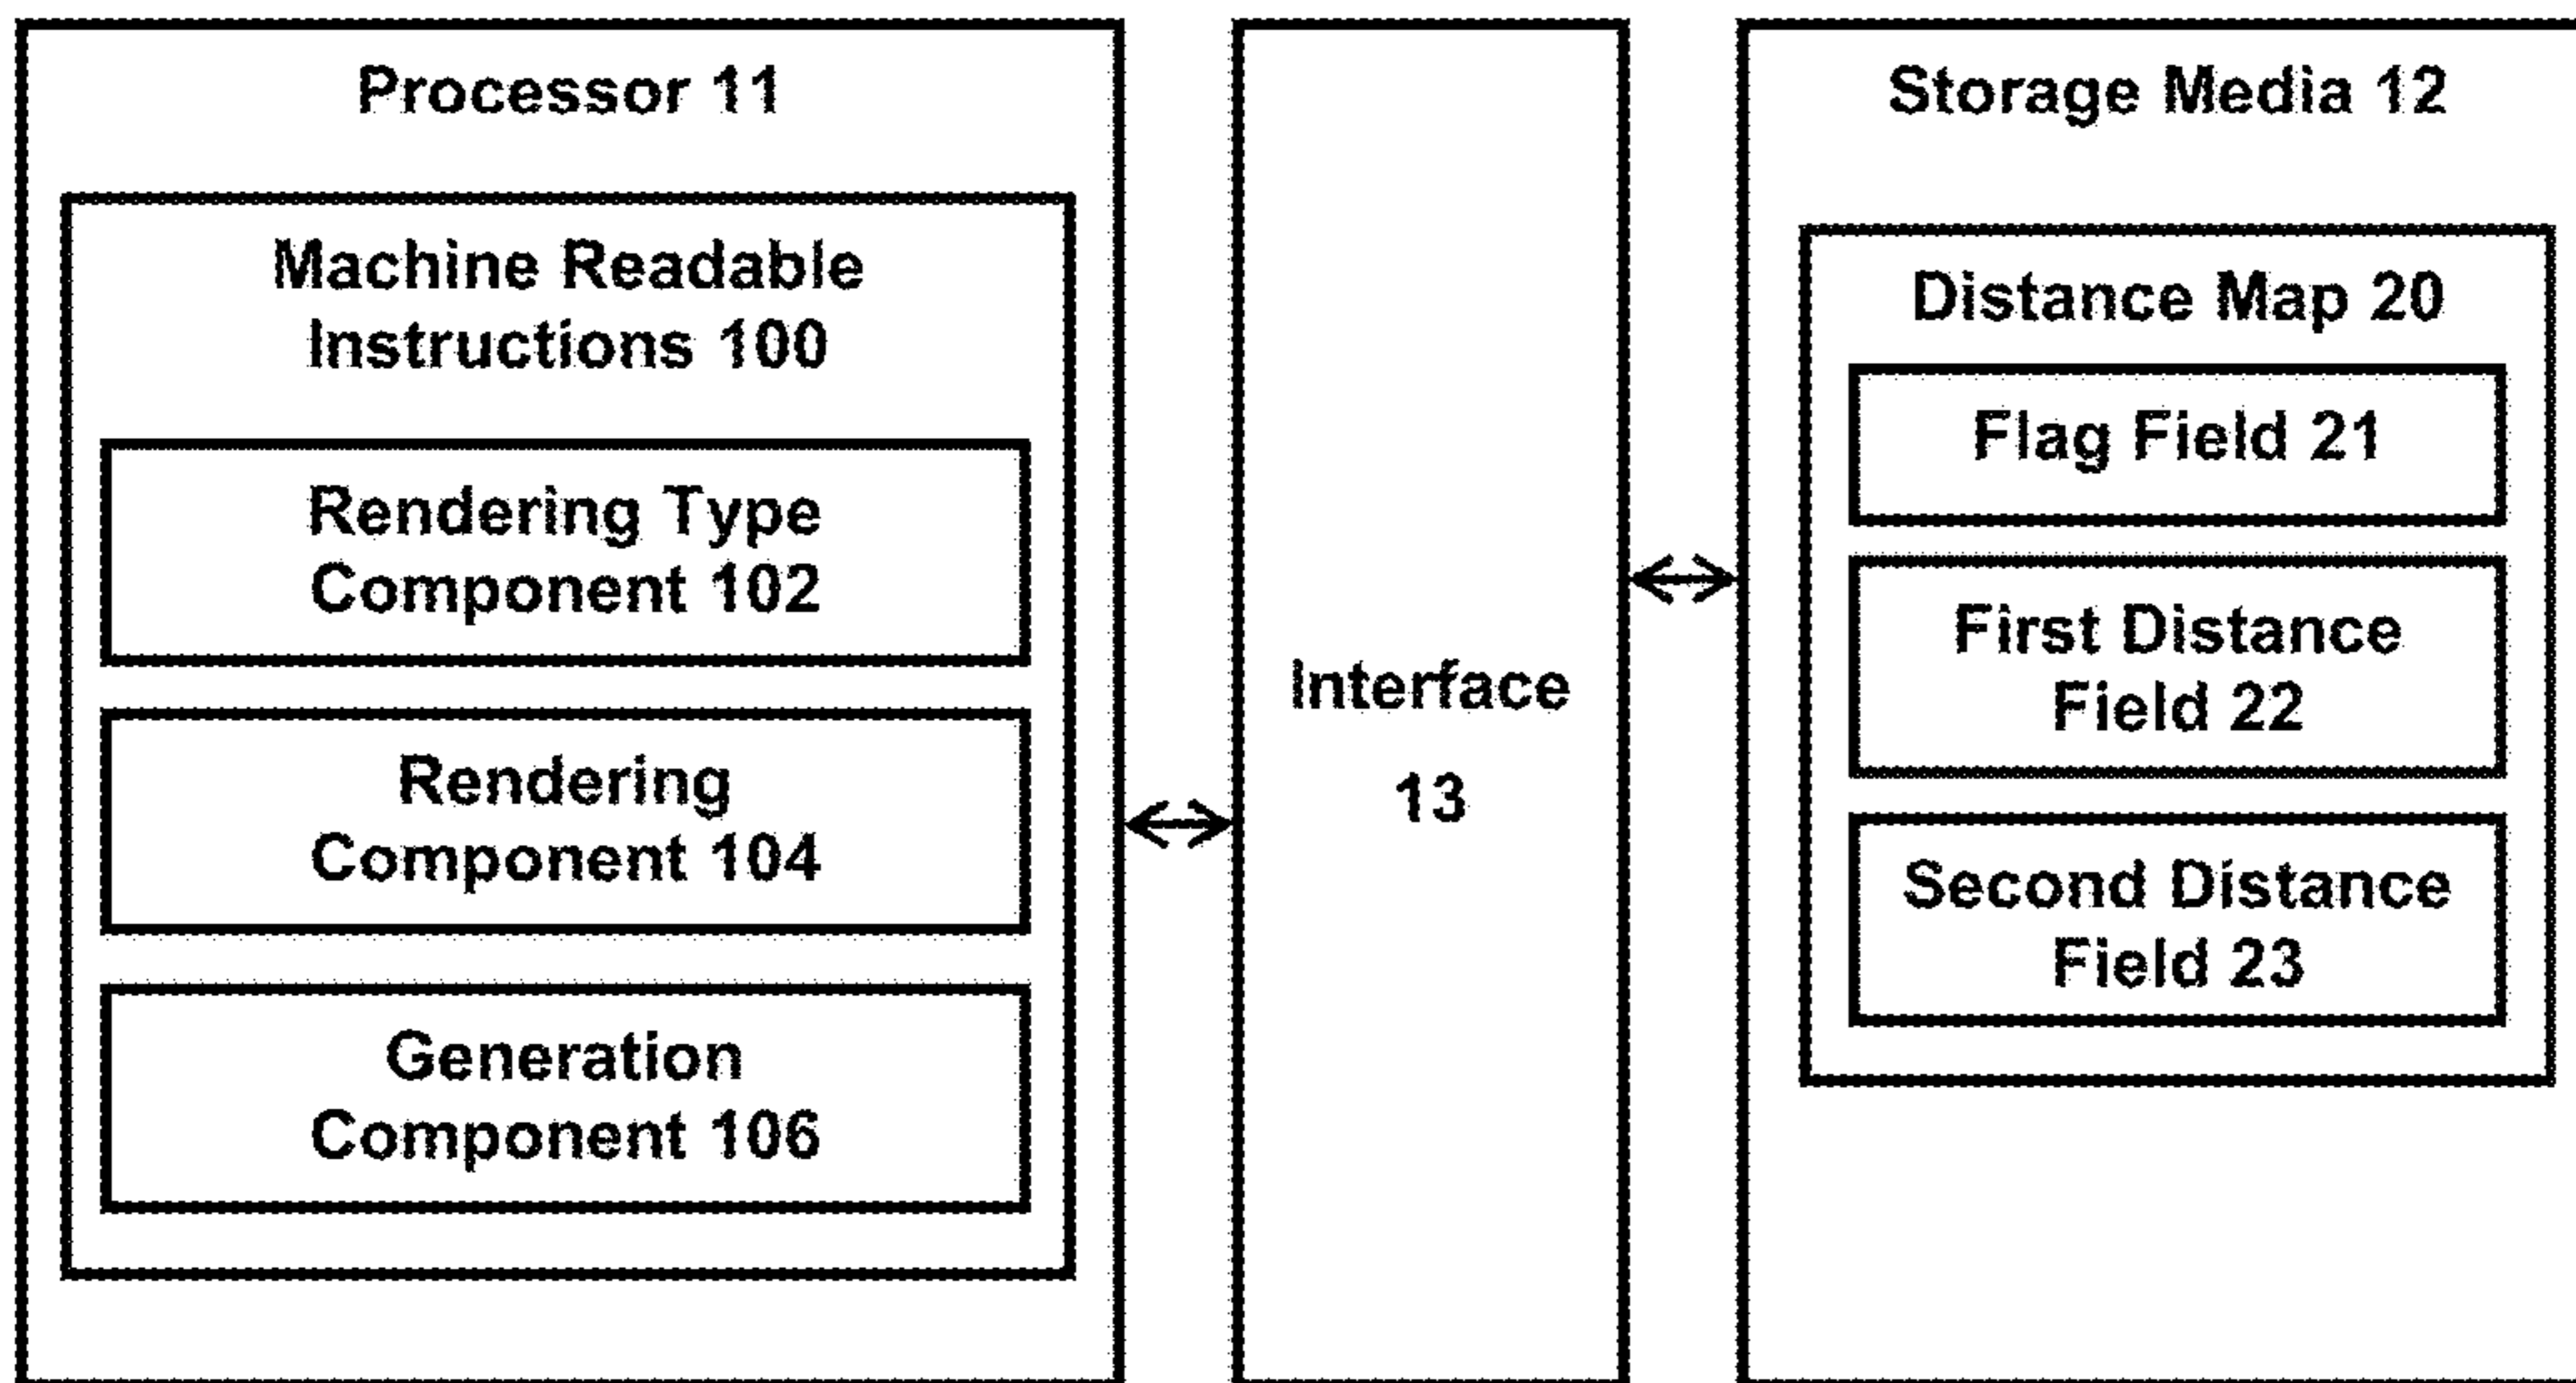 Processor 11
Machine Readable
Instructions 100
Rendering Type
Component 102
Rendering
Component 104
Generation
Component 106
Interface
13
Storage Media 12
Distance Map 20
Flag Field 21
First Distance
Field 22
Second Distance
Field 23